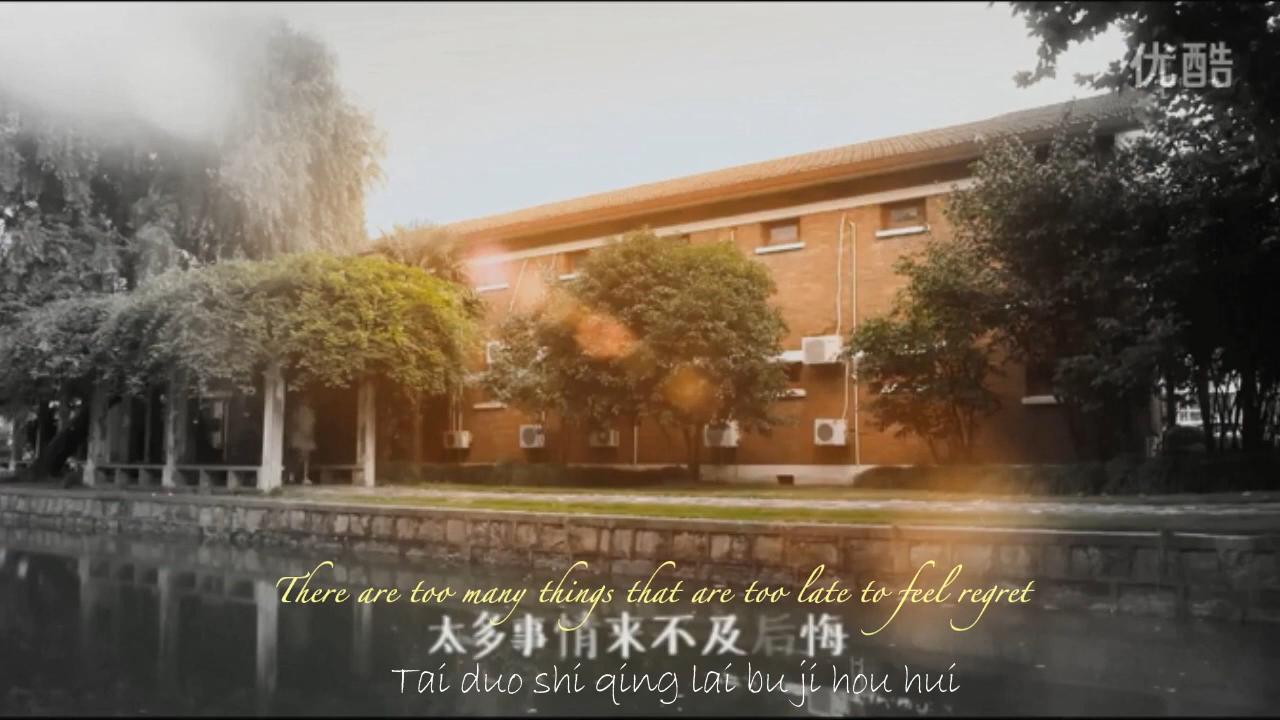 优酷
There are too many things that are too late to feel regret
太多事情来不及后悔
Tai duo shi qing lai bu ji hou hui